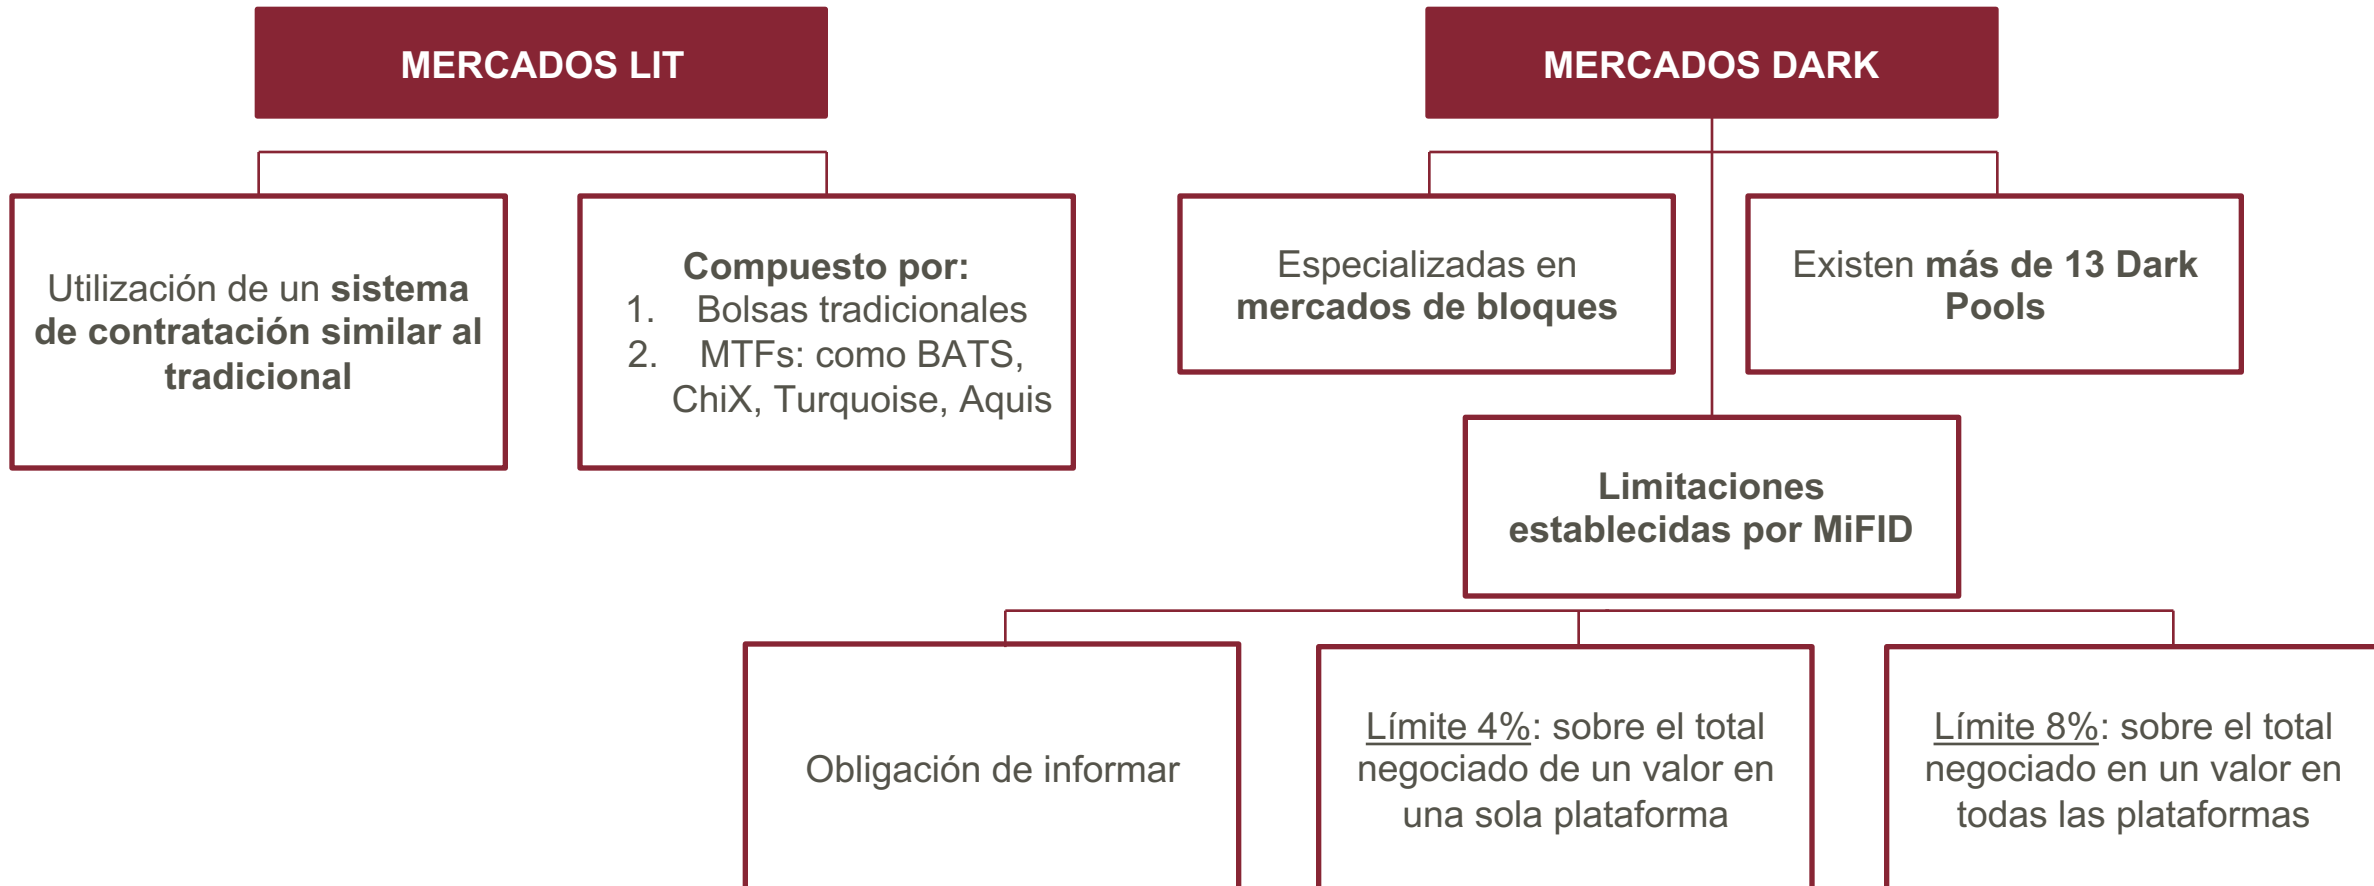 MERCADOS LIT
MERCADOS DARK
Utilización de un sistema
de contratación similar al
tradicional
Compuesto por:
1. Bolsas tradicionales
2. MTFs: como BATS,
ChiX, Turquoise, Aquis
Especializadas en
mercados de bloques
Existen más de 13 Dark
Pools
Limitaciones
establecidas por MiFID
Obligación de informar
Límite 4%: sobre el total
negociado de un valor en
una sola plataforma
Límite 8%: sobre el total
negociado en un valor en
todas las plataformas